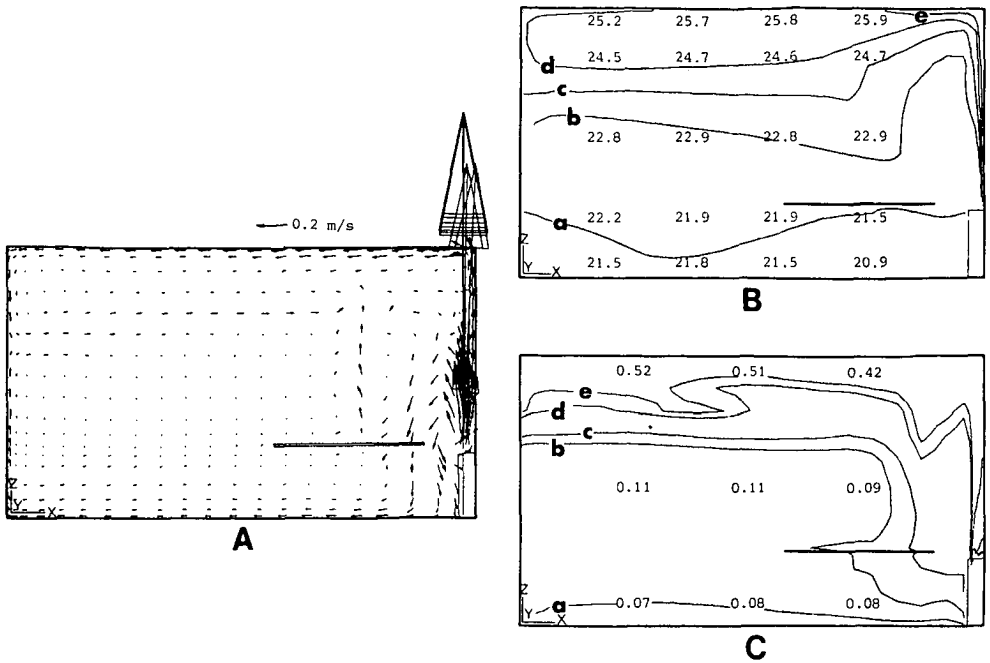 0.2 m/s
Z
Y X
A
25.2 25.7 25.8 25.9 e
24.5 24.7 24.6 24.7
d
c
b
22.8 22.9 22.8 22.9
a 22.2 21.9 21.9 21.5
Z
Y X
21.5 21.8 21.5 20.9
B
0.52 0.51 0.42
e
d
c
b
0.11 0.11 0.09
Z
a 0.07 0.08 0.08
Y X
C